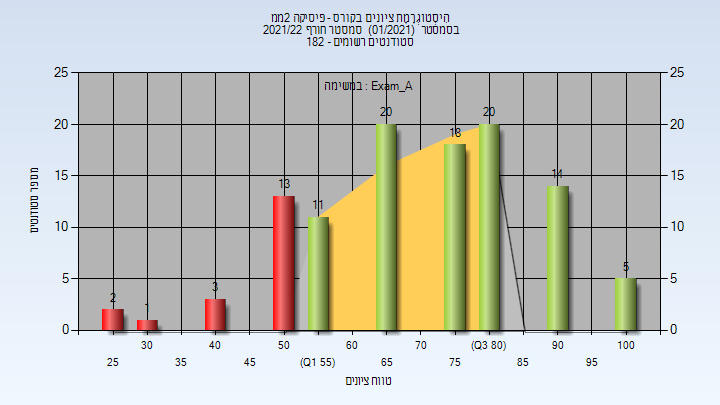 היסטוגרמת ציונים בקורס - פיסיקה 2ממ
בסמסטר (01/2021) סמסטר חורף 2021/22
182 - סטודנטים רשומים
במשימה : Exam_A
25 25
20 20
15 15
10 10
5 5
0 0
מספר סטודנטים
2 1 3 13 11 20 18 20 14 5
30 40 50 60 70 (Q3 80) 90 100
25 35 45 (Q1 55) 65 75 85 95
טווח ציונים